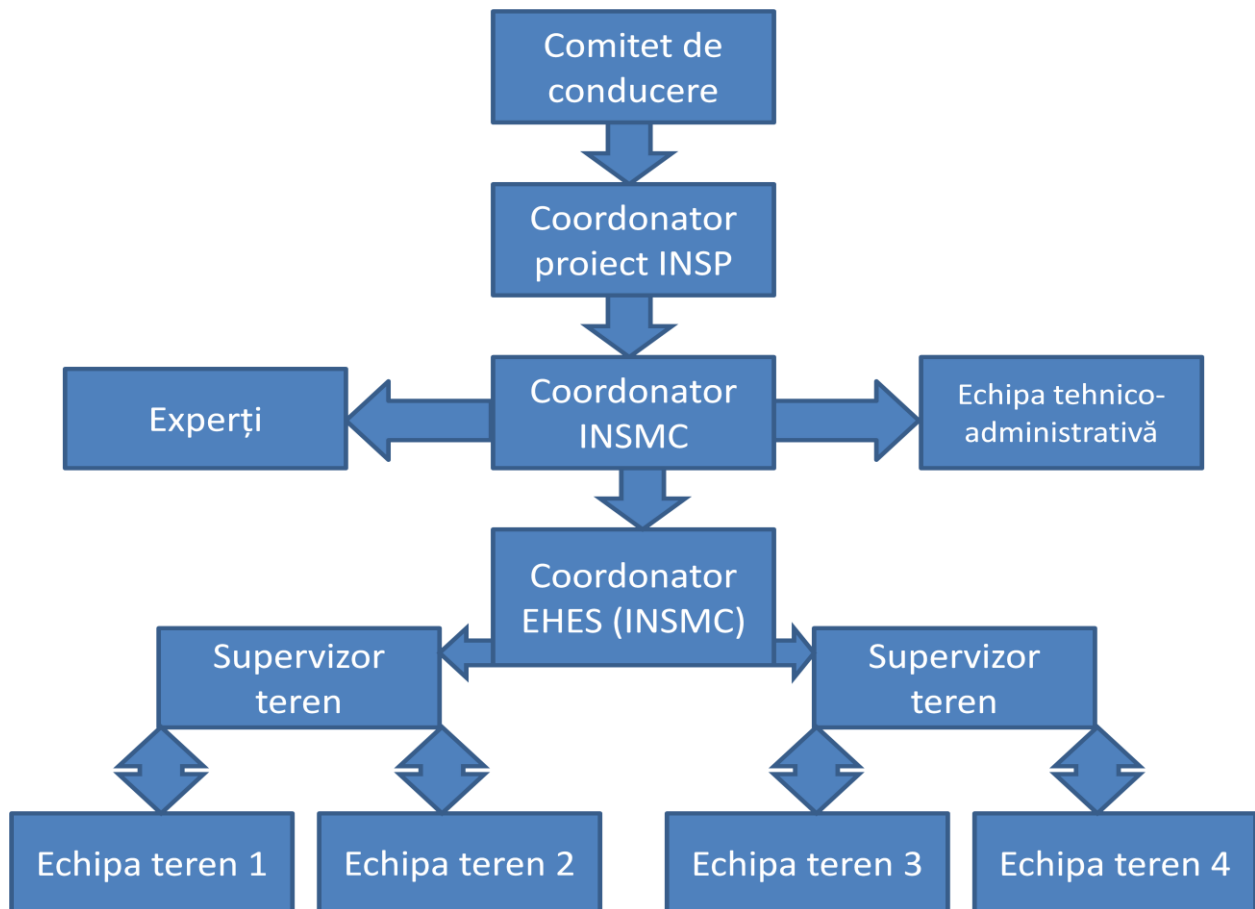 Comitet de
conducere
Coordonator
proiect INSP
Experți
Coordonator
INSMC
Echipa tehnico-
administrativă
Coordonator
EHES (INSMC)
Supervizor
teren
Supervizor
teren
Echipa teren 1
Echipa teren 2
Echipa teren 3
Echipa teren 4